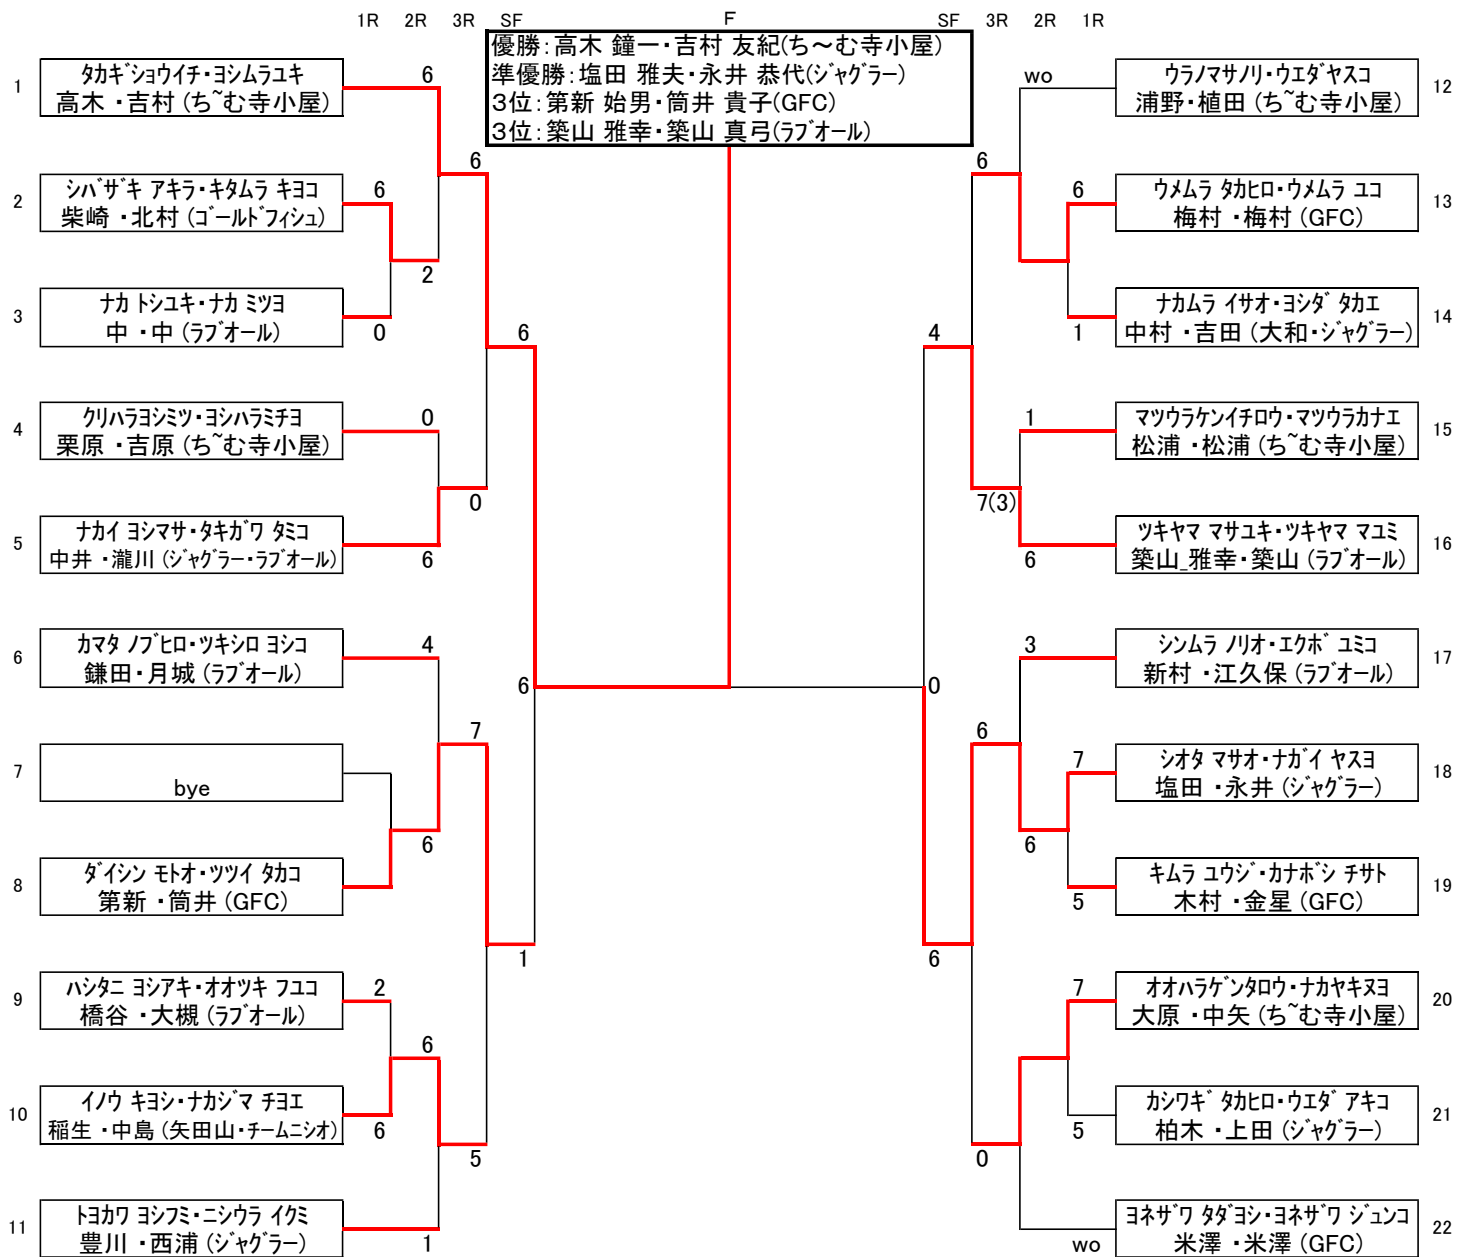 1R 2R 3R SF F SF 3R 2R 1R
優勝:高木 鐘一・吉村 友紀(ち～む寺小屋)
準優勝:塩田 雅夫・永井 恭代(ｼﾞｬｸﾞﾗｰ)
3位:第新 始男・筒井 貴子(GFC)
3位:築山 雅幸・築山 真弓(ﾗﾌﾞｵｰﾙ)
1
ﾀｶｷﾞｼｮｳｲﾁ・ﾖｼﾑﾗﾕｷ
高木 ・吉村 (ち~む寺小屋)
6
2
ｼﾊﾞｻﾞｷ ｱｷﾗ・ｷﾀﾑﾗ ｷﾖｺ
柴崎 ・北村 (ｺﾞｰﾙﾄﾞﾌｨｼｭ)
6
6
2
3
ﾅｶ ﾄｼﾕｷ・ﾅｶ ﾐﾂﾖ
中 ・中 (ﾗﾌﾞｵｰﾙ)
0
6
4
ｸﾘﾊﾗﾖｼﾐﾂ・ﾖｼﾊﾗﾐﾁﾖ
栗原 ・吉原 (ち~む寺小屋)
0
0
5
ﾅｶｲ ﾖｼﾏｻ・ﾀｷｶﾞﾜ ﾀﾐｺ
中井 ・瀧川 (ｼﾞｬｸﾞﾗｰ・ﾗﾌﾞｵｰﾙ)
6
6
ｶﾏﾀ ﾉﾌﾞﾋﾛ・ﾂｷｼﾛ ﾖｼｺ
鎌田・月城 (ﾗﾌﾞｵｰﾙ)
4
6
7
7
bye
6
8
ﾀﾞｲｼﾝ ﾓﾄｵ・ﾂﾂｲ ﾀｶｺ
第新 ・筒井 (GFC)
1
9
ﾊｼﾀﾆ ﾖｼｱｷ・ｵｵﾂｷ ﾌﾕｺ
橋谷 ・大槻 (ﾗﾌﾞｵｰﾙ)
2
6
10
ｲﾉｳ ｷﾖｼ・ﾅｶｼﾞﾏ ﾁﾖｴ
稲生 ・中島 (矢田山・ﾁｰﾑﾆｼｵ)
6
5
11
ﾄﾖｶﾜ ﾖｼﾌﾐ・ﾆｼｳﾗ ｲｸﾐ
豊川 ・西浦 (ｼﾞｬｸﾞﾗｰ)
1
wo
ｳﾗﾉﾏｻﾉﾘ・ｳｴﾀﾞﾔｽｺ
浦野・植田 (ち~む寺小屋)
12
6
6
ｳﾒﾑﾗ ﾀｶﾋﾛ・ｳﾒﾑﾗ ﾕｺ
梅村 ・梅村 (GFC)
13
4
1
ﾅｶﾑﾗ ｲｻｵ・ﾖｼﾀﾞ ﾀｶｴ
中村 ・吉田 (大和・ｼﾞｬｸﾞﾗｰ)
14
1
ﾏﾂｳﾗｹﾝｲﾁﾛｳ・ﾏﾂｳﾗｶﾅｴ
松浦 ・松浦 (ち~む寺小屋)
15
7(3)
6
ﾂｷﾔﾏ ﾏｻﾕｷ・ﾂｷﾔﾏ ﾏﾕﾐ
築山_雅幸・築山 (ﾗﾌﾞｵｰﾙ)
16
0
3
ｼﾝﾑﾗ ﾉﾘｵ・ｴｸﾎﾞ ﾕﾐｺ
新村 ・江久保 (ﾗﾌﾞｵｰﾙ)
17
6
7
ｼｵﾀ ﾏｻｵ・ﾅｶﾞｲ ﾔｽﾖ
塩田 ・永井 (ｼﾞｬｸﾞﾗｰ)
18
6
5
ｷﾑﾗ ﾕｳｼﾞ・ｶﾅﾎﾞｼ ﾁｻﾄ
木村 ・金星 (GFC)
19
6
7
ｵｵﾊﾗｹﾞﾝﾀﾛｳ・ﾅｶﾔｷﾇﾖ
大原 ・中矢 (ち~む寺小屋)
20
5
ｶｼﾜｷﾞ ﾀｶﾋﾛ・ｳｴﾀﾞ ｱｷｺ
柏木 ・上田 (ｼﾞｬｸﾞﾗｰ)
21
0
wo
ﾖﾈｻﾞﾜ ﾀﾀﾞﾖｼ・ﾖﾈｻﾞﾜ ｼﾞｭﾝｺ
米澤 ・米澤 (GFC)
22